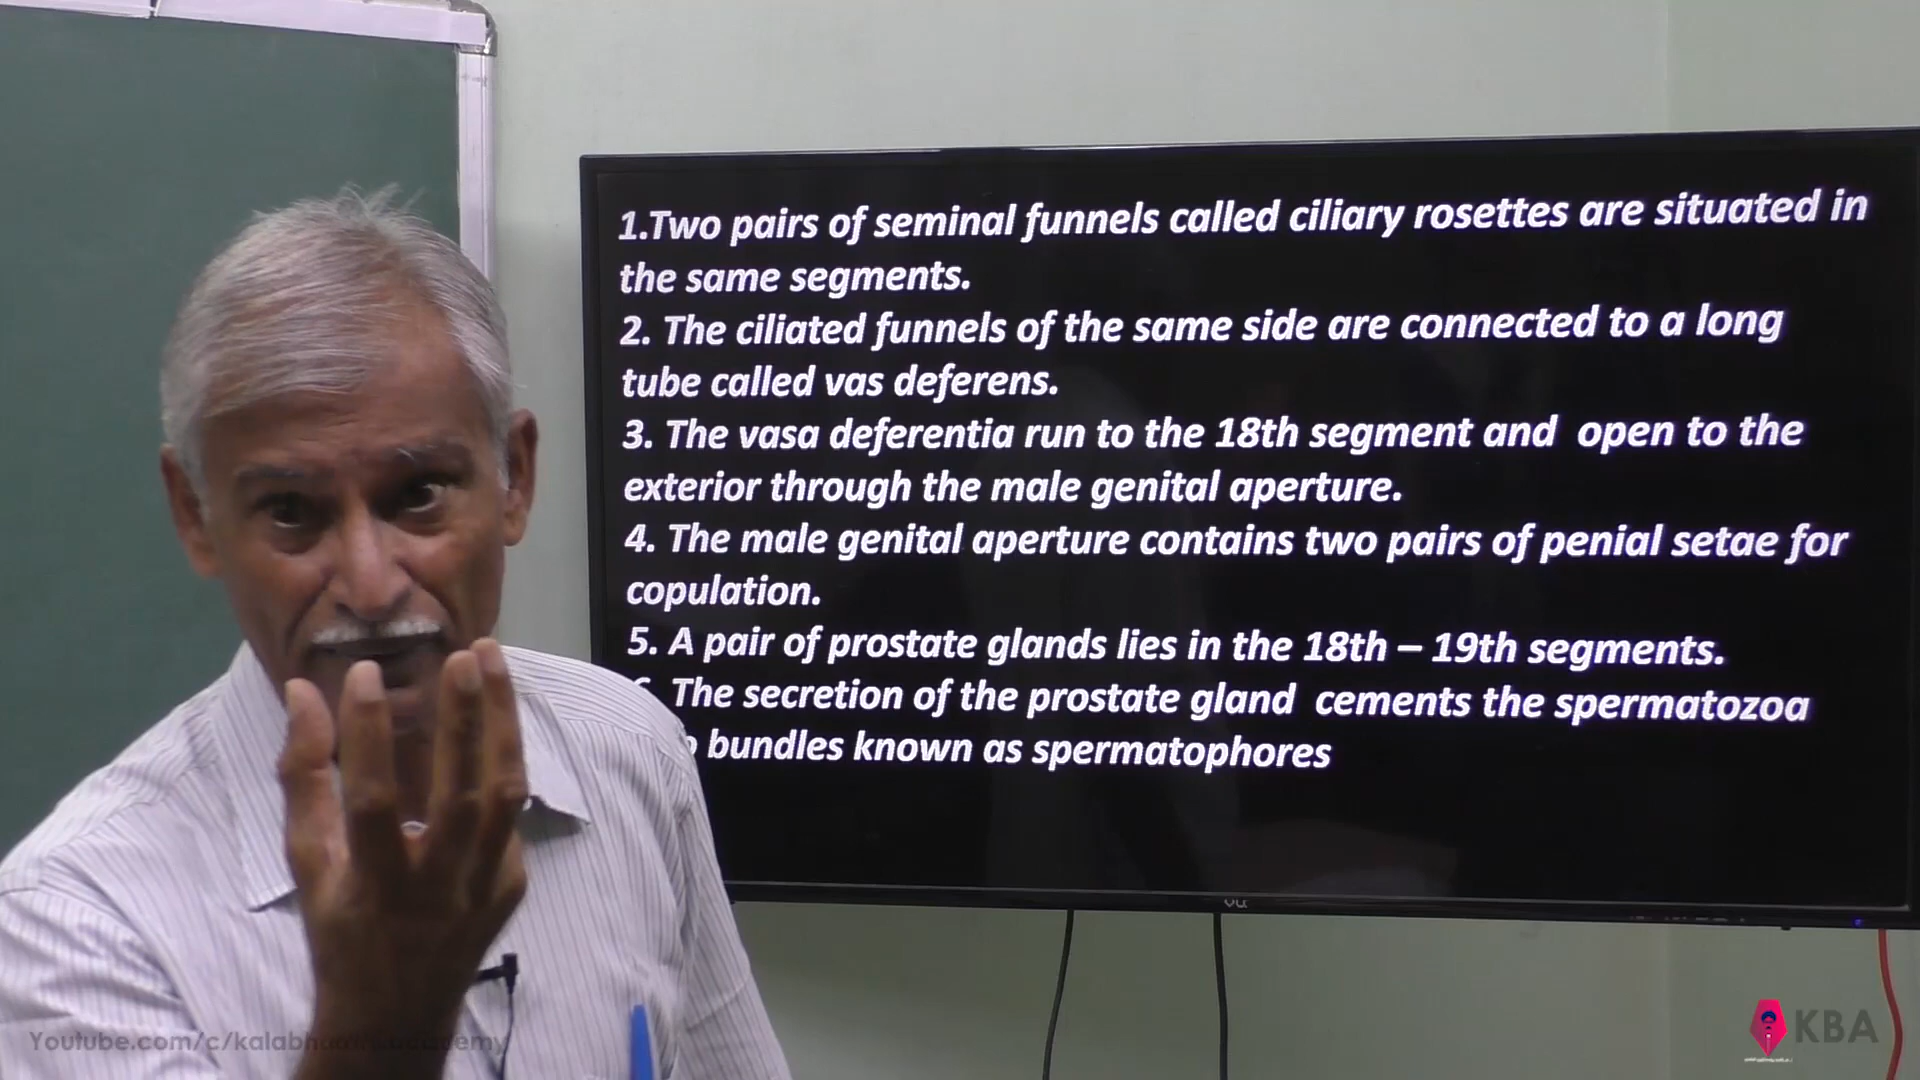 1.Two pairs of seminal funnels called ciliary rosettes are situated in
the same segments.
2. The ciliated funnels of the same side are connected to a long
tube called vas deferens.
3. The vasa deferentia run to the 18th segment and open to the
exterior through the male genital aperture.
4. The male genital aperture contains two pairs of penial setae for
copulation.
5. A pair of prostate glands lies in the 18th – 19th segments.
The secretion of the prostate gland cements the spermatozoa
bundles known as spermatophores
KBA